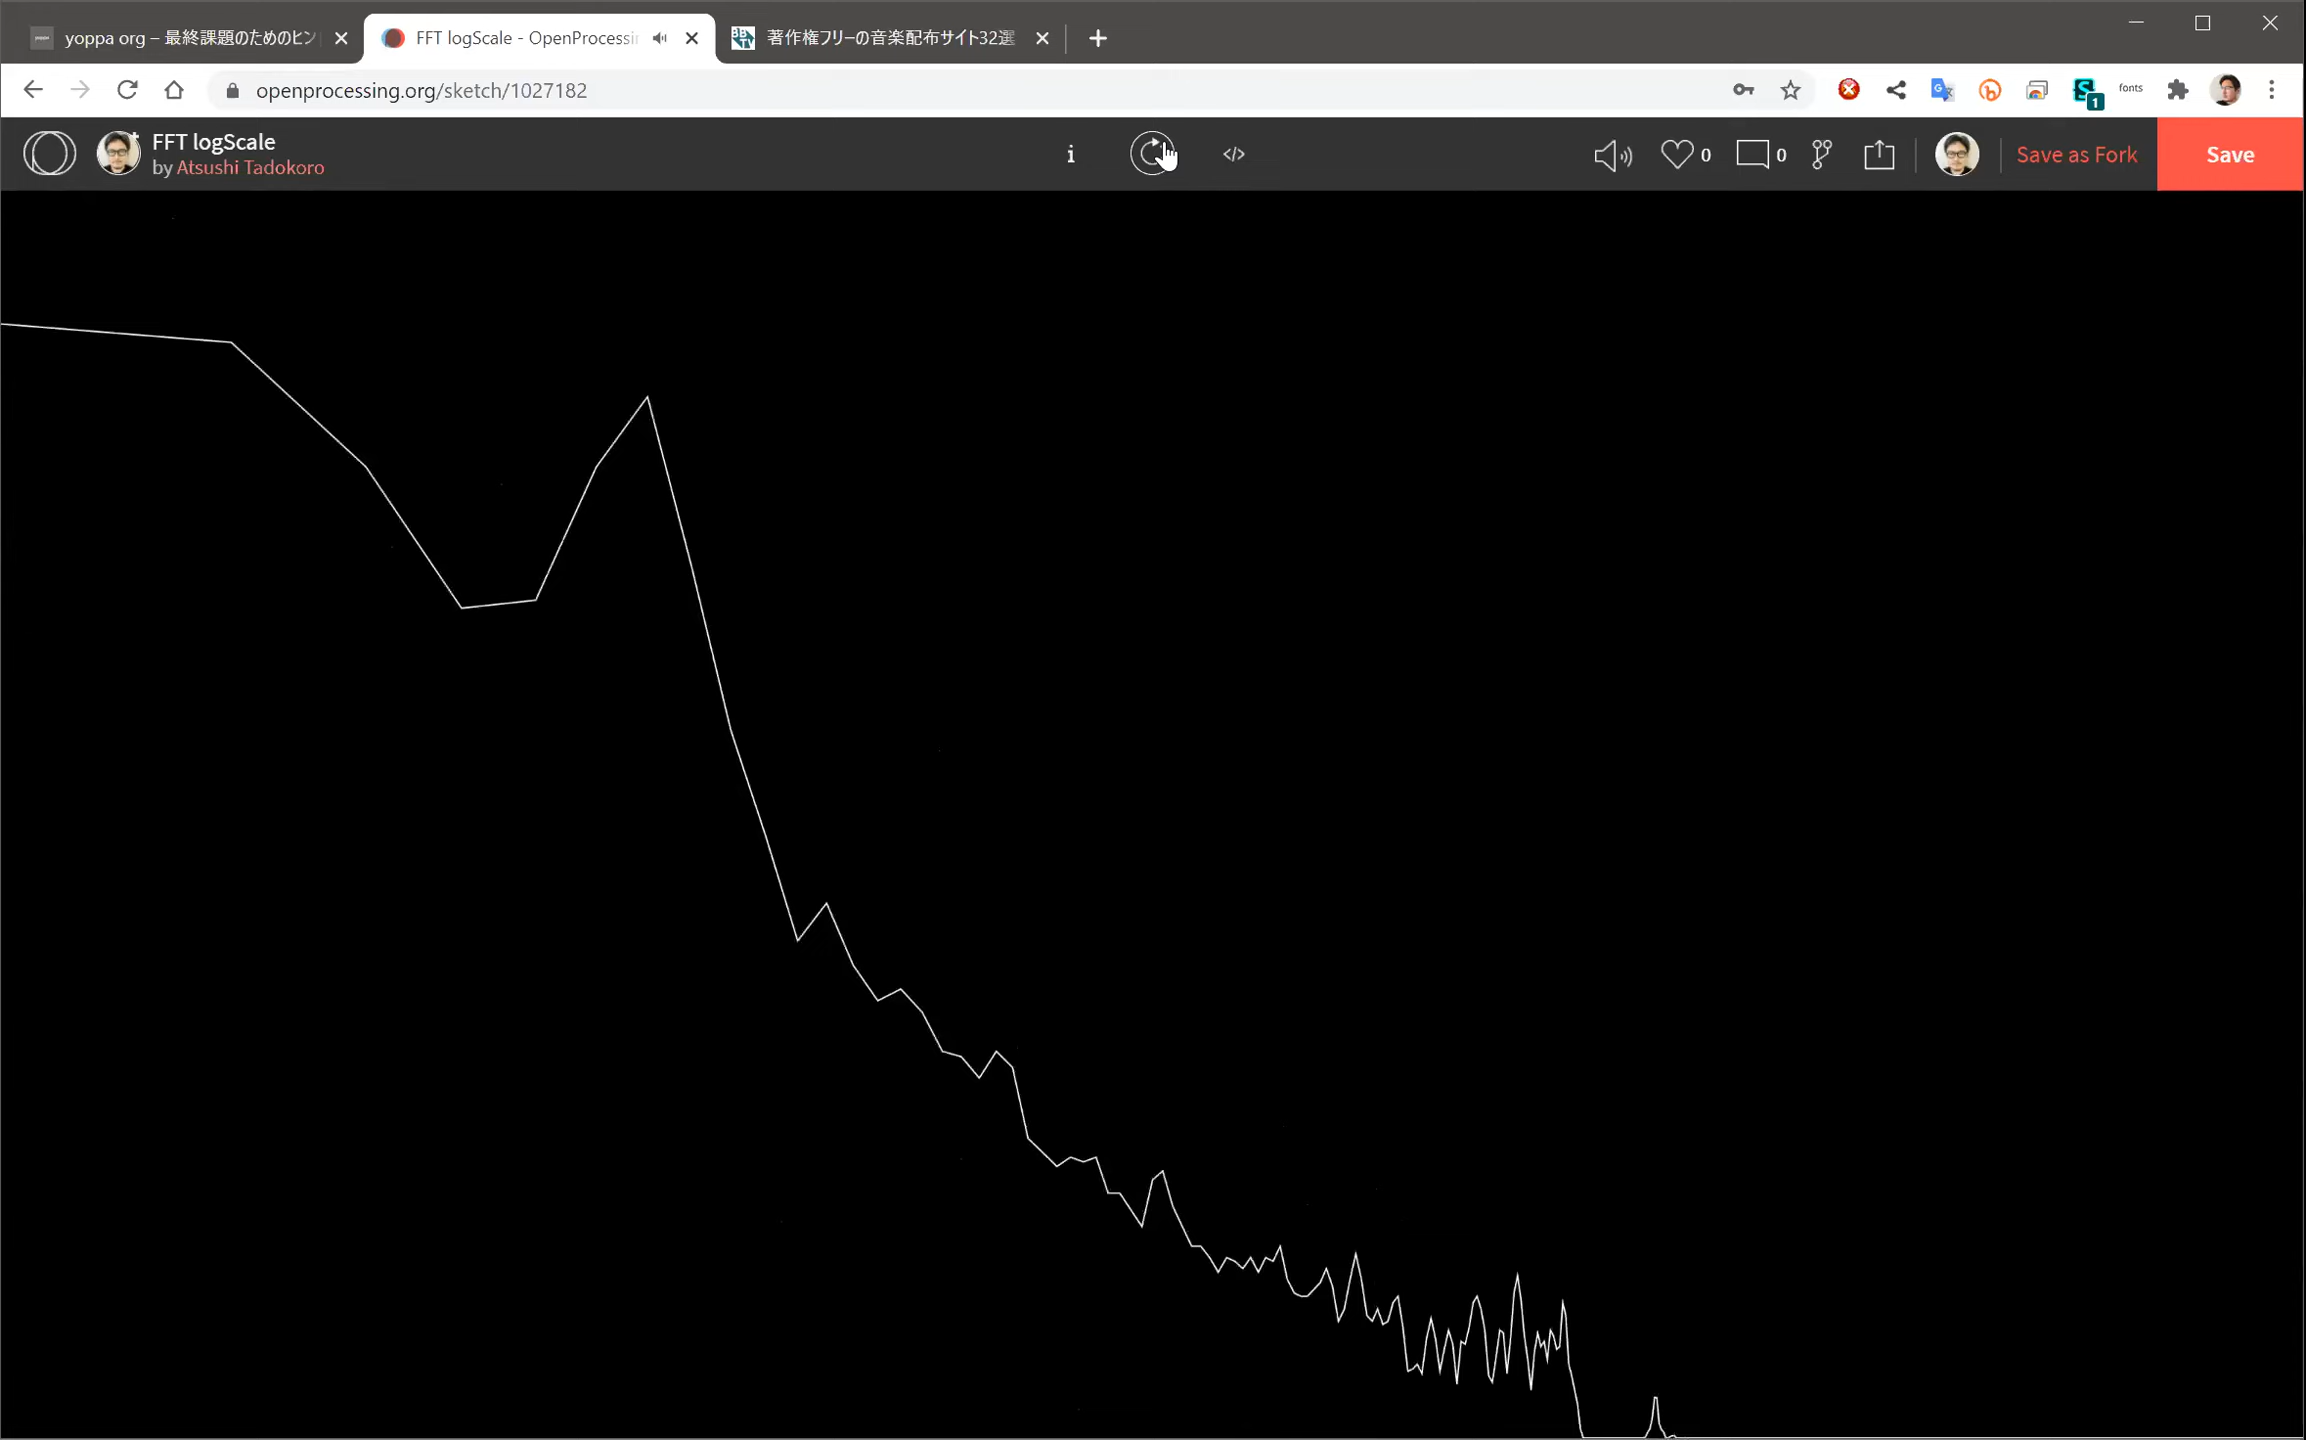 yoppa org – 最終課題のためのヒン
FFT logScale - OpenProcessin
著作権フリーの音楽配布サイト32選
openprocessing.org/sketch/1027182
fonts
1
FFT logScale
by Atsushi Tadokoro
0
0
Save as Fork
Save